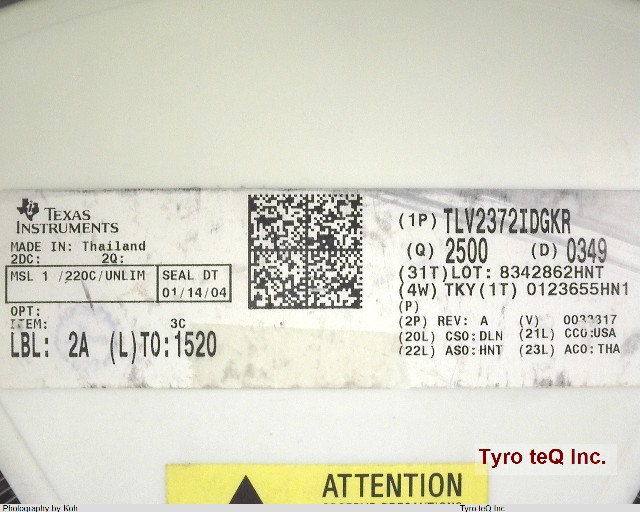 TEXAS
INSTRUMENTS
MADE IN: Thailand
2DC: 2Q:
MSL 1 /220C/UNLIM
SEAL DT
01/14/04
OPT:
ITEM: 3C
LBL: 2A (L)TO:1520
(1P) TLV2372IDGKR
(Q) 2500 (D) 0349
(31T)LOT: 8342862HNT
(4W) TKY(1T) 0123655HN1
(P)
(2P) REV: A (V)
(20L) CSO:DLN (21L) CCO:USA
(22L) ASO:HNT (23L) ACO:THA
Tyro teQ Inc.
ATTENTION
Photography by Koh
Tyro teQ Inc